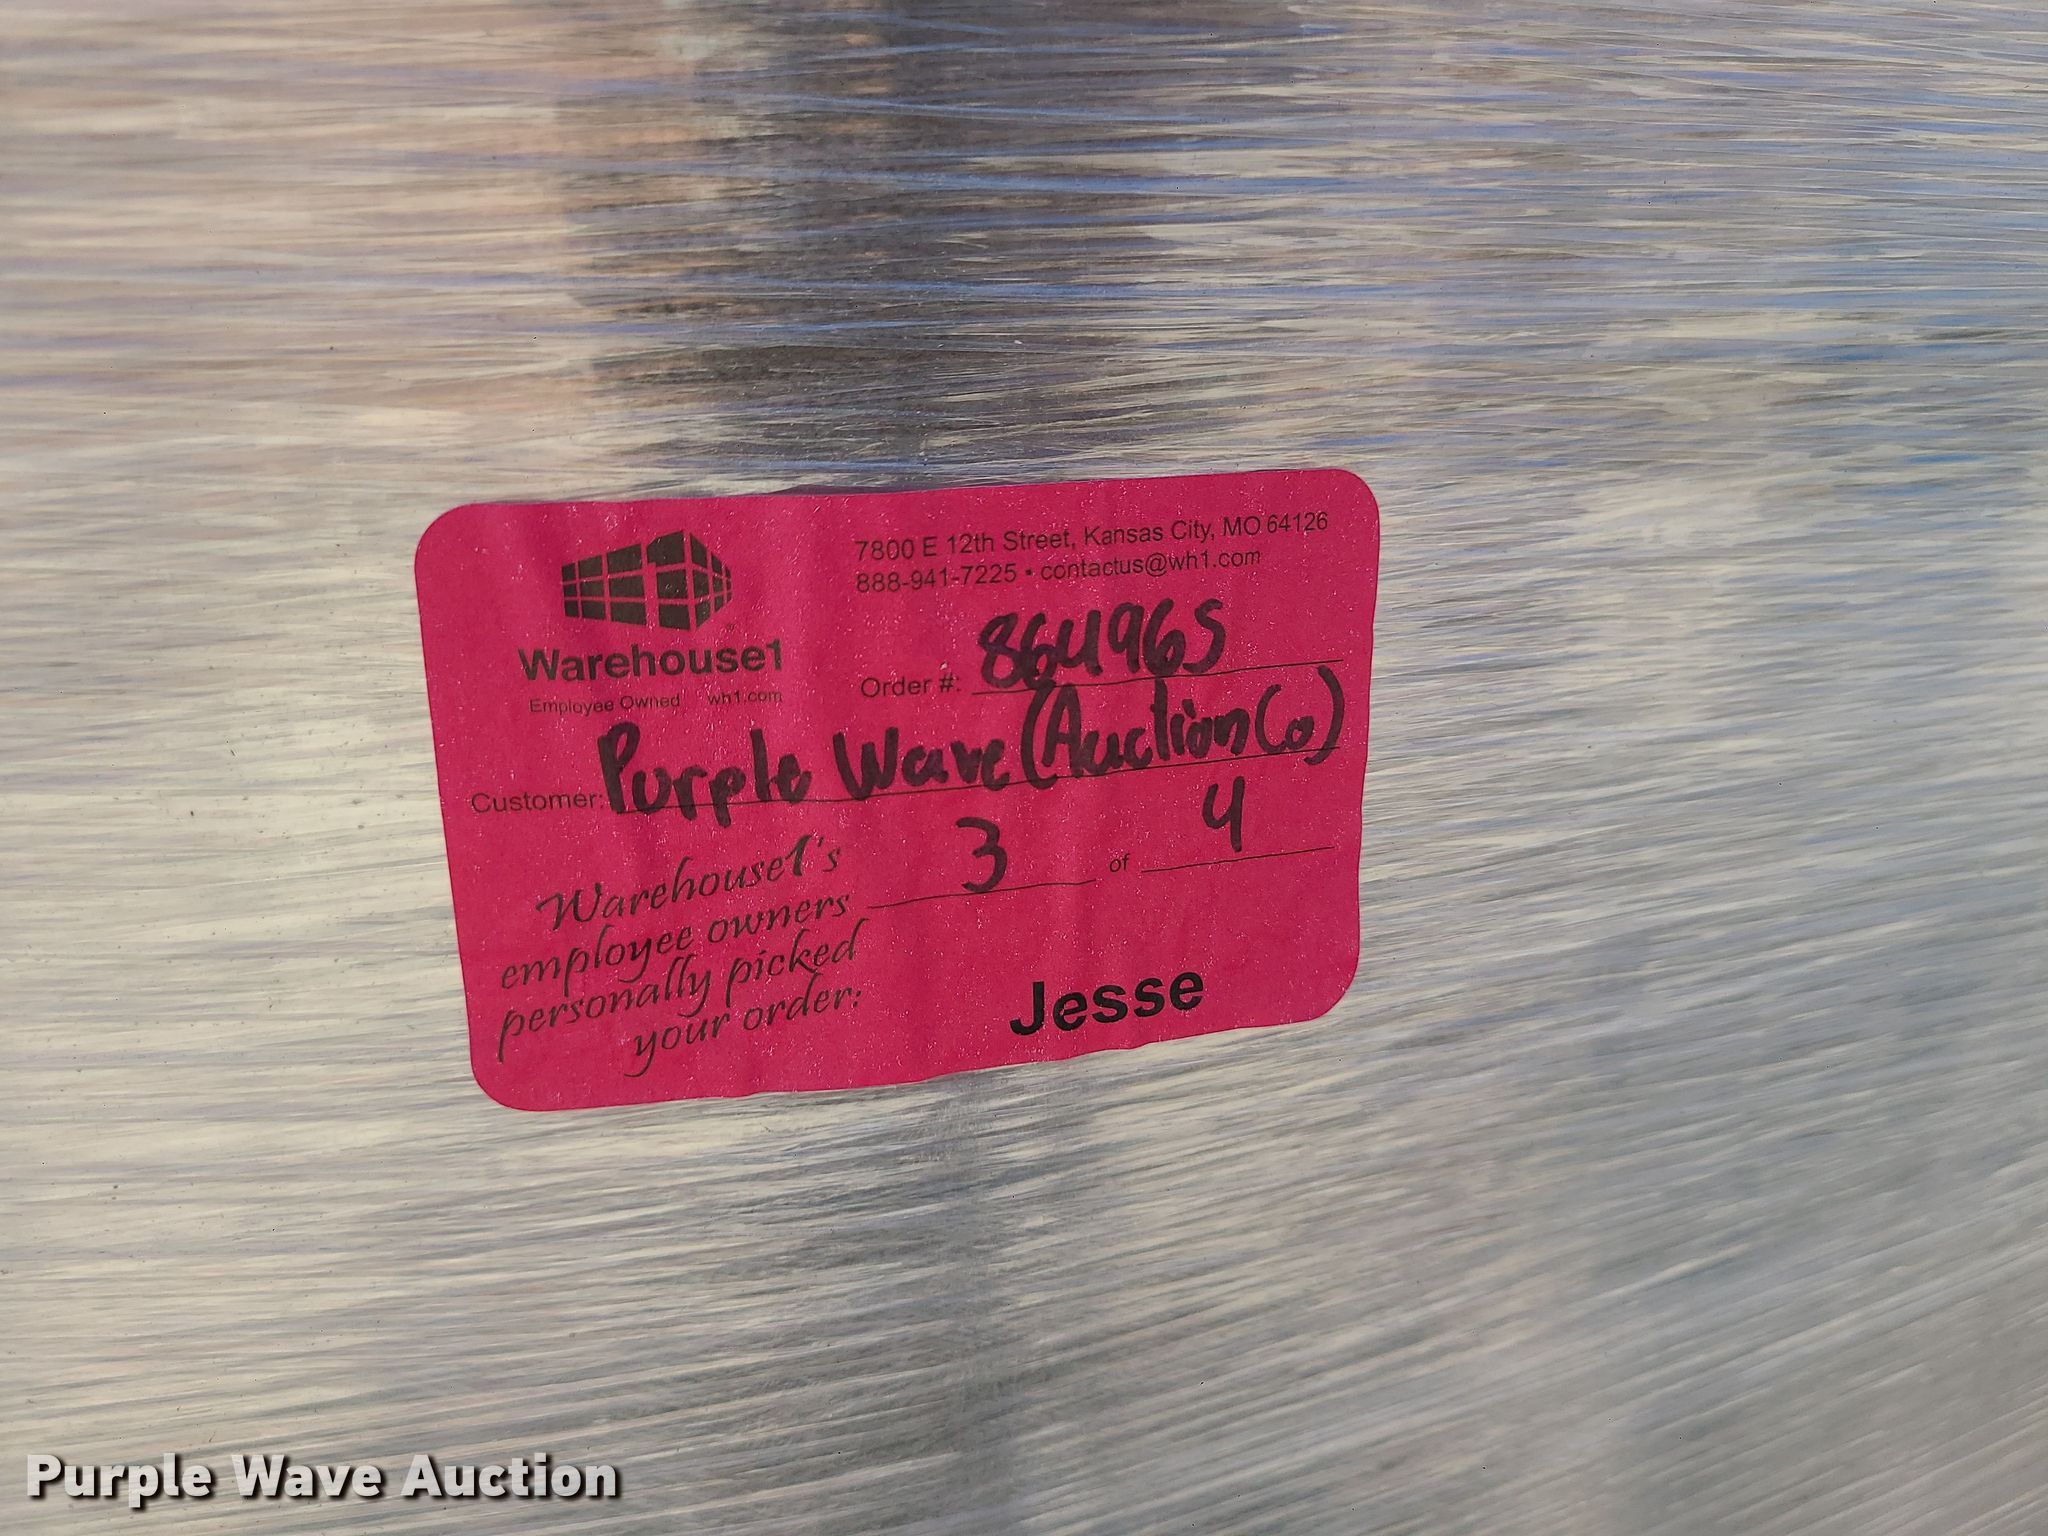 7800 E 12th Street, Kansas City, MO 64126
888-941-7225 • contactus@wh1.com
Warehouse1
Employee Owned wh1.com
Order #: 864965
Customer: Purple Wave (Auction Co)
3 of 4
Warehouse1's
employee owners
personally picked
your order:
Jesse
Purple Wave Auction